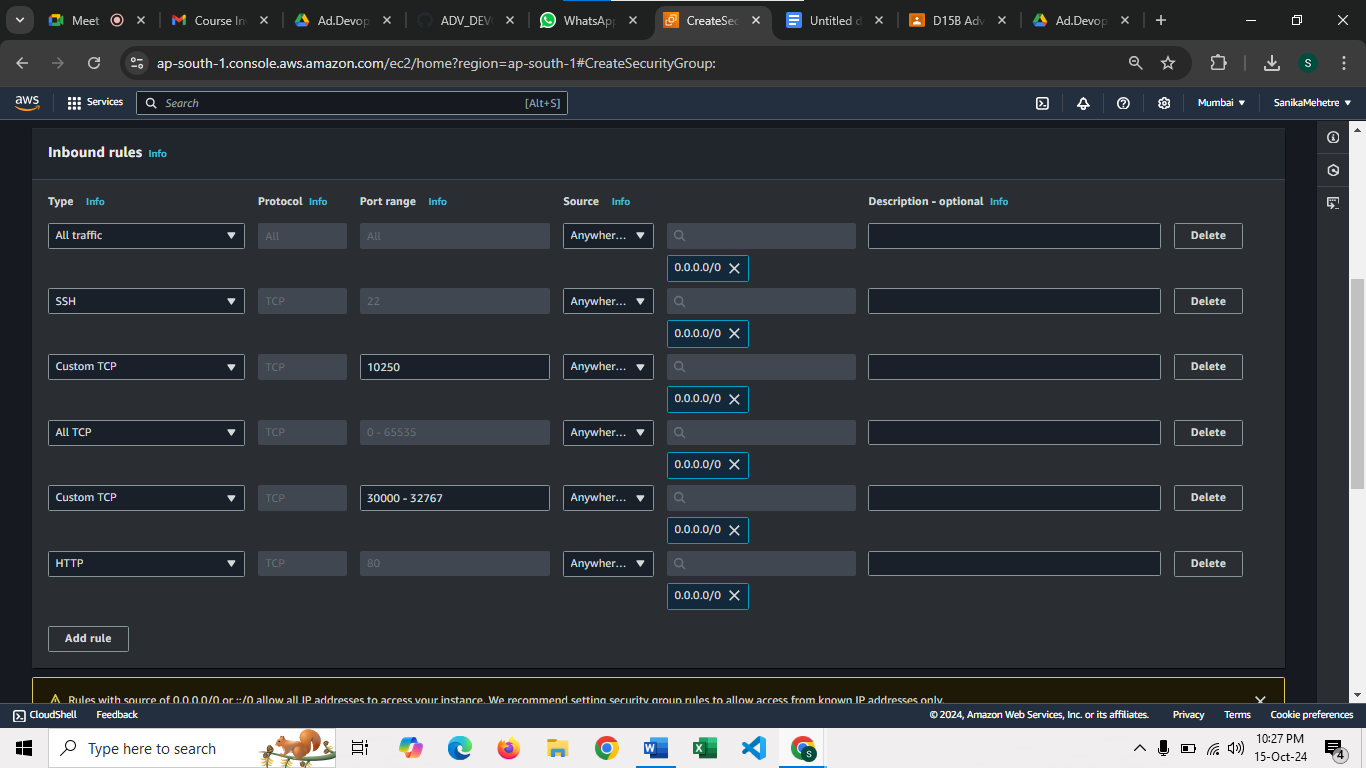 Meet
Course In
Ad.Devop
ADV_DEV
WhatsApp
CreateSec
Untitled d
D15B Adv
Ad.Devop
ap-south-1.console.aws.amazon.com/ec2/home?region=ap-south-1#CreateSecurityGroup:
S
aws Services Search [Alt+S] Mumbai SanikaMehetre
Inbound rules Info
Type Info Protocol Info Port range Info Source Info Description - optional Info
All traffic All All Anywher... Delete
0.0.0.0/0
SSH TCP 22 Anywher... Delete
0.0.0.0/0
Custom TCP TCP 10250 Anywher... Delete
0.0.0.0/0
All TCP TCP 0 - 65535 Anywher... Delete
0.0.0.0/0
Custom TCP TCP 30000 - 32767 Anywher... Delete
0.0.0.0/0
HTTP TCP 80 Anywher... Delete
0.0.0.0/0
Add rule
Rules with source of 0.0.0.0/0 or ::/0 allow all IP addresses to access your instance. We recommend setting security group rules to allow access from known IP addresses only.
CloudShell Feedback © 2024, Amazon Web Services, Inc. or its affiliates. Privacy Terms Cookie preferences
Type here to search
10:27 PM
15-Oct-24
4